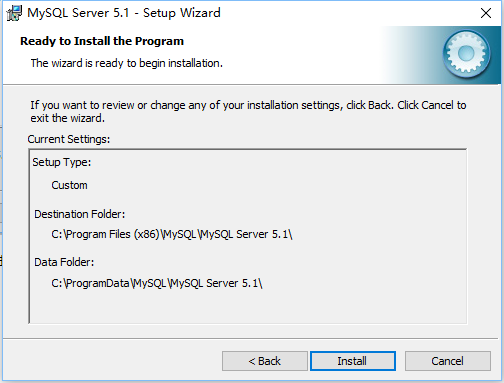 MySQL Server 5.1 - Setup Wizard
Ready to Install the Program
The wizard is ready to begin installation.
If you want to review or change any of your installation settings, click Back. Click Cancel to
exit the wizard.
Current Settings:
Setup Type:
Custom
Destination Folder:
C:\Program Files (x86)\MySQL\MySQL Server 5.1\
Data Folder:
C:\ProgramData\MySQL\MySQL Server 5.1\
< Back
Install
Cancel